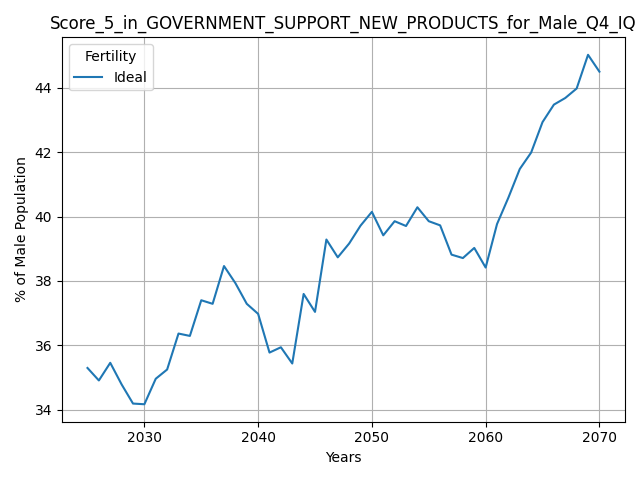 Score_5_in_GOVERNMENT_SUPPORT_NEW_PRODUCTS_for_Male_Q4_IQ
Fertility
Ideal
% of Male Population
44
42
40
38
36
34
2030 2040 2050 2060 2070
Years